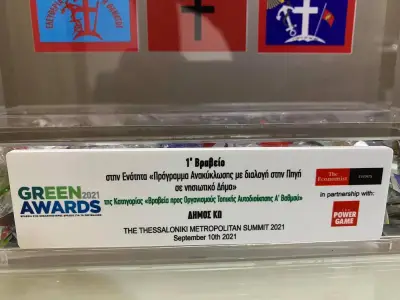 1º Βραβείο
στην Ενότητα «Πρόγραμμα Ανακύκλωσης με διαλογή στην Πηγή
σε νησιωτικό Δήμο»
της Κατηγορίας «Βραβεία προς Οργανισμούς Τοπικής Αυτοδιοίκησης Α' Βαθμού»
ΔΗΜΟΣ ΚΩ
THE THESSALONIKI METROPOLITAN SUMMIT 2021
September 10th 2021
GREEN 2021
AWARDS
The
Economist
EVENTS
in partnership with:
POWER
GAME